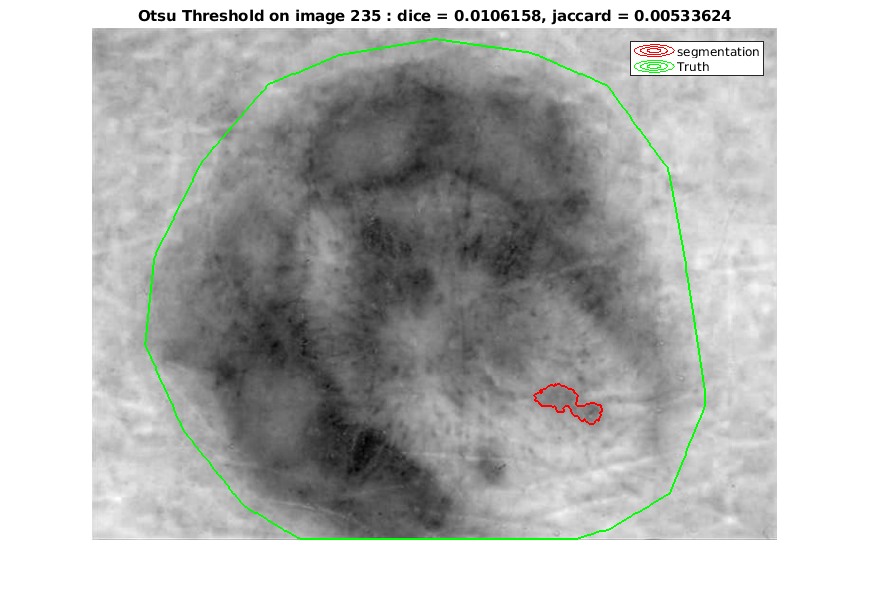 Otsu Threshold on image 235 : dice = 0.0106158, jaccard = 0.00533624
segmentation
Truth